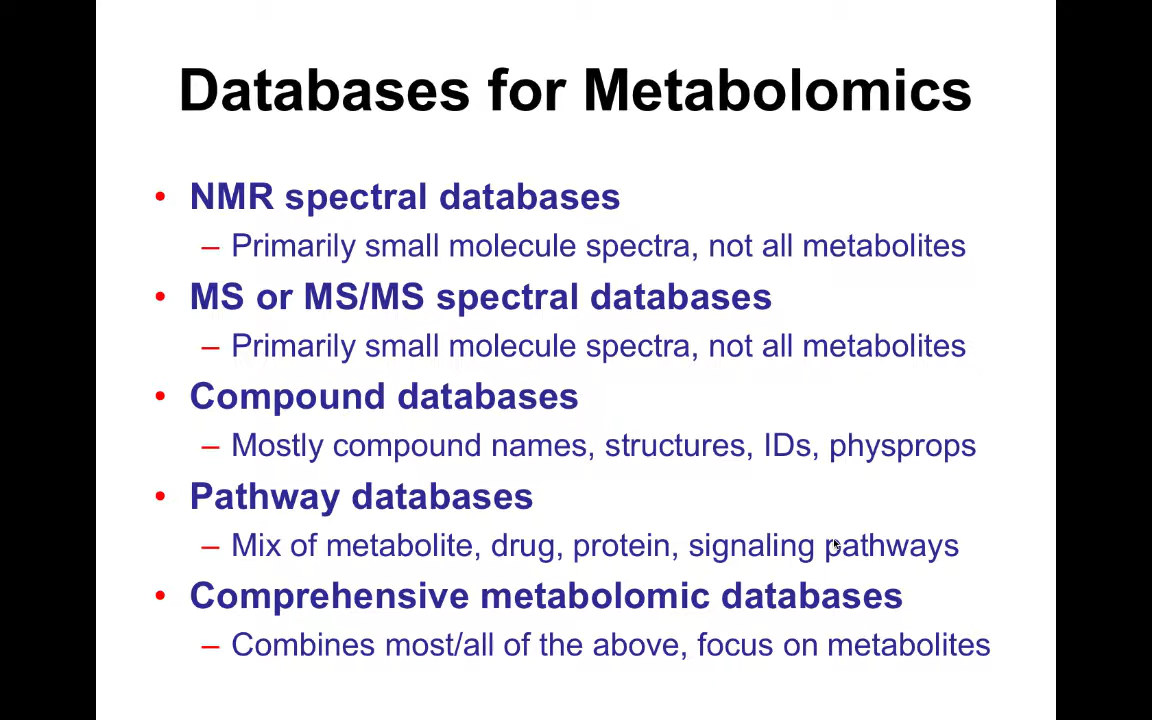 Databases for Metabolomics
• NMR spectral databases
– Primarily small molecule spectra, not all metabolites
• MS or MS/MS spectral databases
– Primarily small molecule spectra, not all metabolites
• Compound databases
– Mostly compound names, structures, IDs, physprops
• Pathway databases
– Mix of metabolite, drug, protein, signaling pathways
• Comprehensive metabolomic databases
– Combines most/all of the above, focus on metabolites